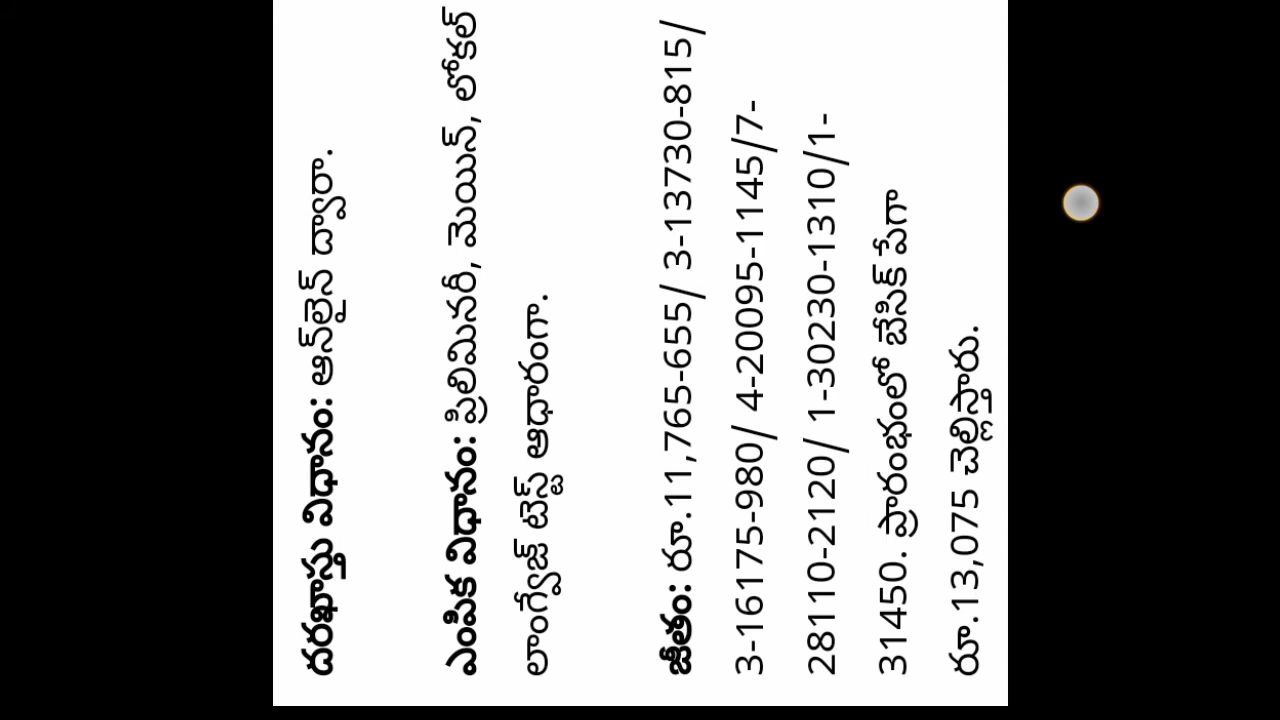 దరఖాస్తు విధానం: ఆన్‌లైన్ ద్వారా.
ఎంపిక విధానం: ప్రిలిమినరీ, మెయిన్, లోకల్
లాంగ్వేజ్ టెస్ట్ ఆధారంగా.
జీతం: రూ.11,765-655/ 3-13730-815/
3-16175-980/ 4-20095-1145/7-
28110-2120/ 1-30230-1310/1-
31450. ప్రారంభంలో బేసిక్ పేగా
రూ.13,075 చెల్లిస్తారు.